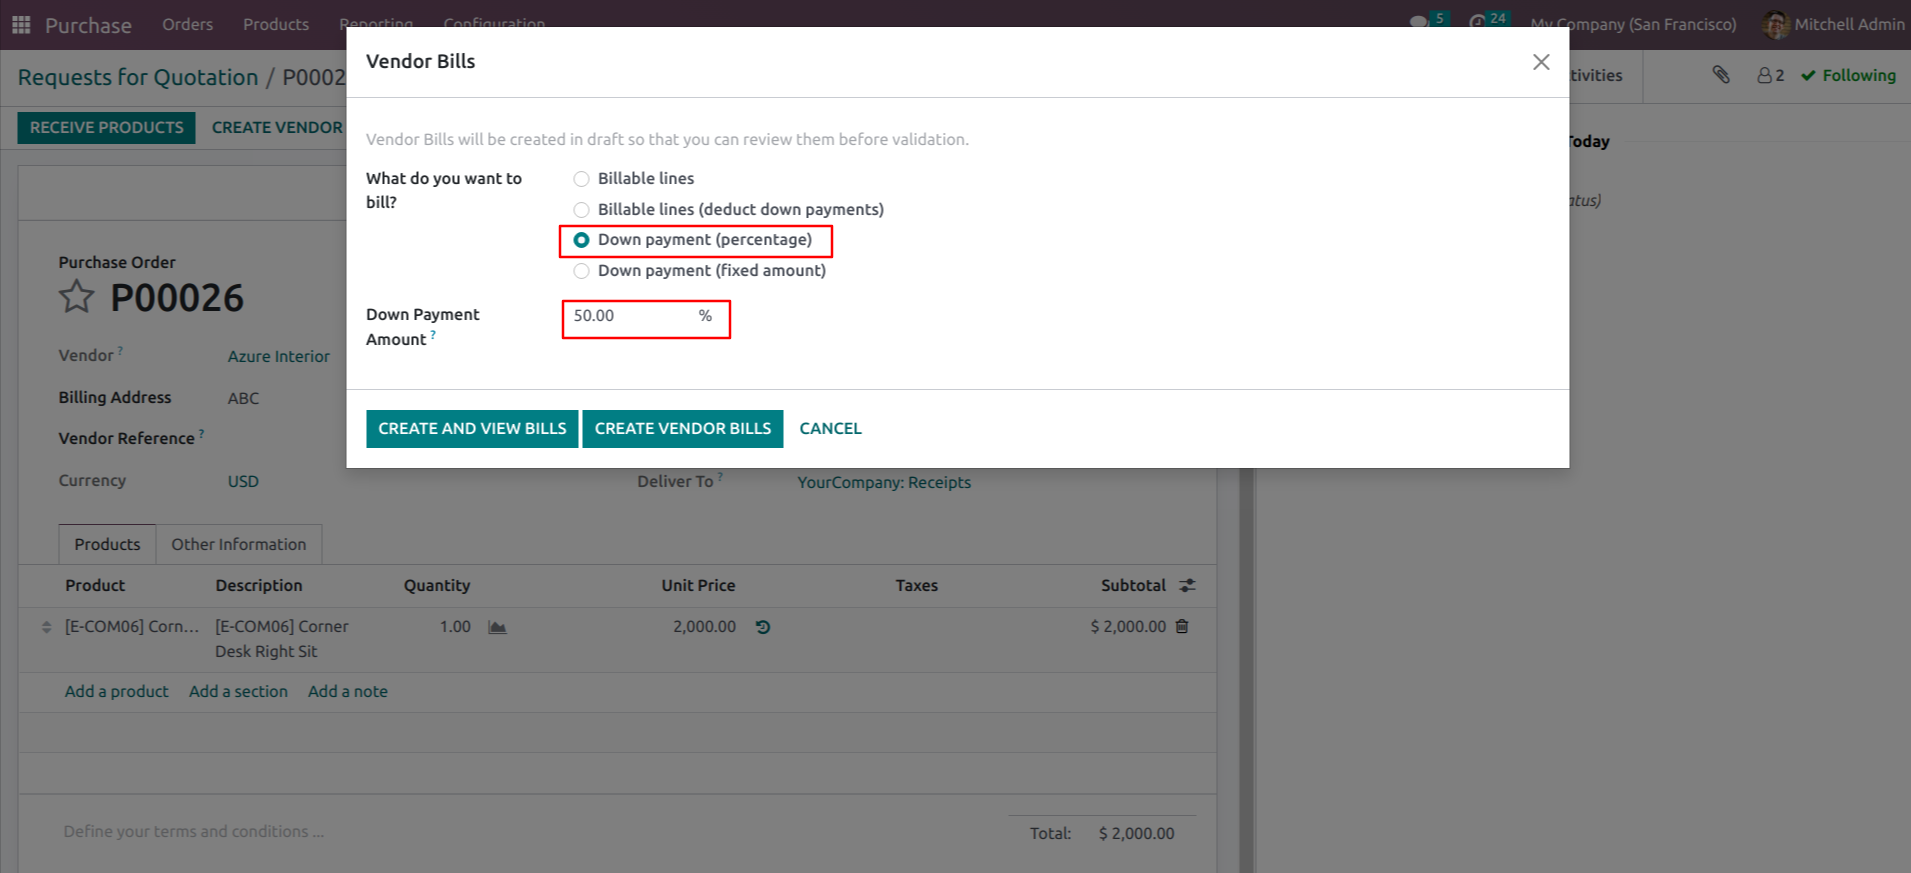 Purchase Orders Products Reporting Configuration 5 24 My Company (San Francisco) Mitchell Admin
Requests for Quotation / P0002
RECEIVE PRODUCTS CREATE VENDOR
Vendor Bills
tivities 2 Following
Today
atus)
Vendor Bills will be created in draft so that you can review them before validation.
What do you want to
bill?
Billable lines
Billable lines (deduct down payments)
Down payment (percentage)
Down payment (fixed amount)
Down Payment
Amount ?
50.00 %
CREATE AND VIEW BILLS CREATE VENDOR BILLS CANCEL
Purchase Order
P00026
Vendor ? Azure Interior
Billing Address ABC
Vendor Reference ?
Currency USD
Deliver To ? YourCompany: Receipts
Products Other Information
Product Description Quantity Unit Price Taxes Subtotal
[E-COM06] Corn... [E-COM06] Corner 1.00 2,000.00 $ 2,000.00
Desk Right Sit
Add a product Add a section Add a note
Define your terms and conditions ...
Total: $ 2,000.00